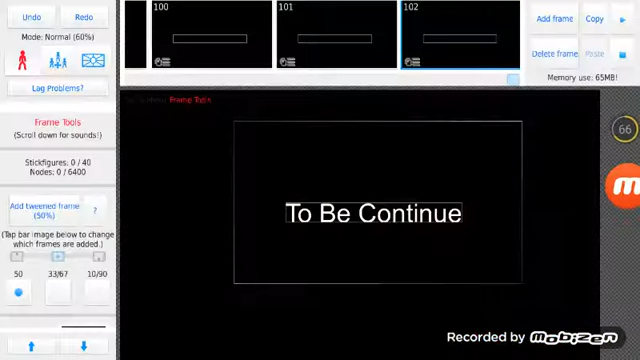 Undo
Redo
Mode: Normal (60%)
Lag Problems?
Frame Tools
(Scroll down for sounds!)
Stickfigures: 0 / 40
Nodes: 0 / 6400
Add tweened frame
(50%)
?
(Tap bar image below to change
which frames are added.)
50
33/67
10/90
100
101
102
Add frame
Copy
Delete frame
Paste
Memory use: 65MB!
Frame Tools
66
To Be Continue
Recorded by mobizen